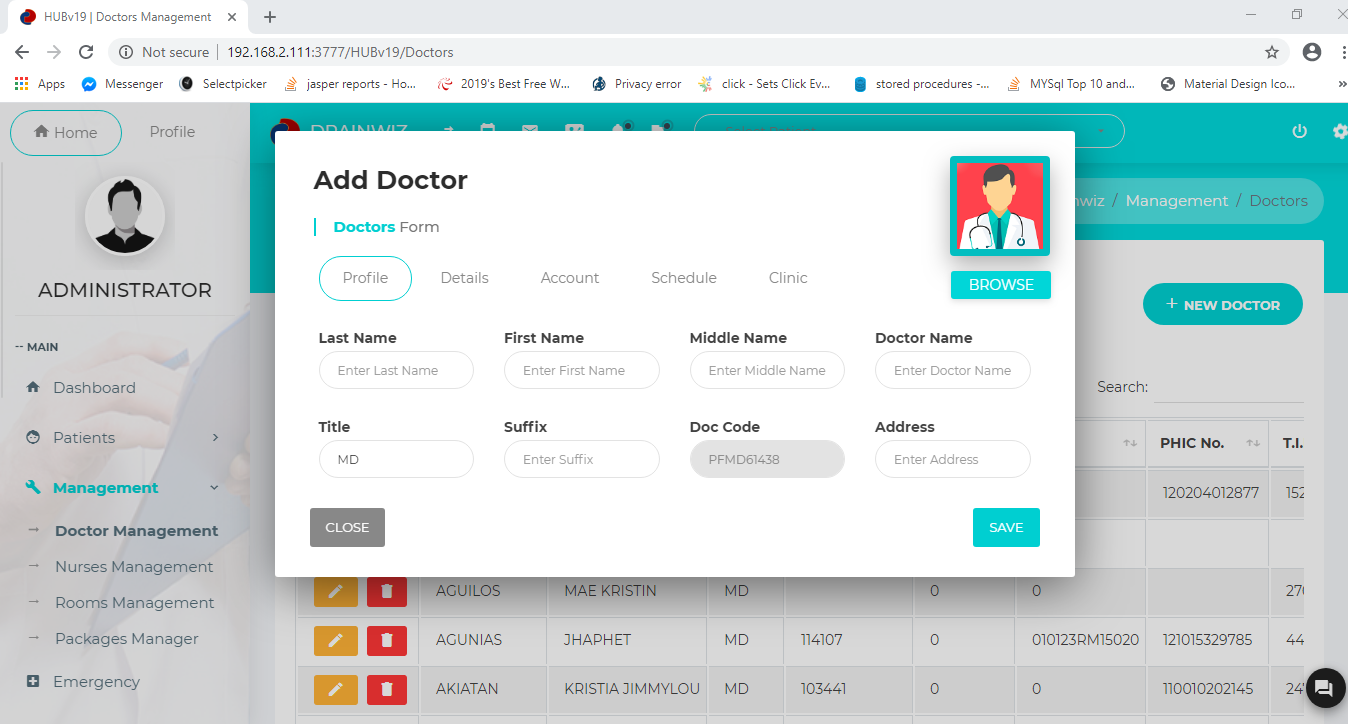 HUBv19 | Doctors Management
Not secure | 192.168.2.111:3777/HUBv19/Doctors
Apps Messenger Selectpicker jasper reports - Ho... 2019's Best Free W... Privacy error click - Sets Click Ev... stored procedures -... MYSql Top 10 and... Material Design Ico... »
Home Profile
ADMINISTRATOR
-- MAIN
Dashboard
Patients
Management
Doctor Management
Nurses Management
Rooms Management
Packages Manager
Emergency
Add Doctor
Doctors Form
Profile Details Account Schedule Clinic
BROWSE
Last Name First Name Middle Name Doctor Name
Enter Last Name Enter First Name Enter Middle Name Enter Doctor Name
Title Suffix Doc Code Address
MD Enter Suffix PFMD61438 Enter Address
CLOSE SAVE
/ Management / Doctors
+ NEW DOCTOR
Search:
PHIC No. T.I.
120204012877 152
AGUILOS MAE KRISTIN MD 0 0 270
AGUNIAS JHAPHET MD 114107 0 010123RM15020 121015329785 44
AKIATAN KRISTIA JIMMYLOU MD 103441 0 0 110010202145 24